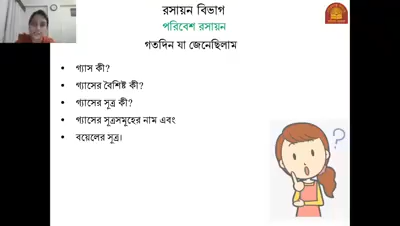 রসায়ন বিভাগ
পরিবেশ রসায়ন
গতদিন যা জেনেছিলাম
• গ্যাস কী?
• গ্যাসের বৈশিষ্ট কী?
• গ্যাসের সূত্র কী?
• গ্যাসের সূত্রসমূহের নাম এবং
• বয়েলের সূত্র।
?